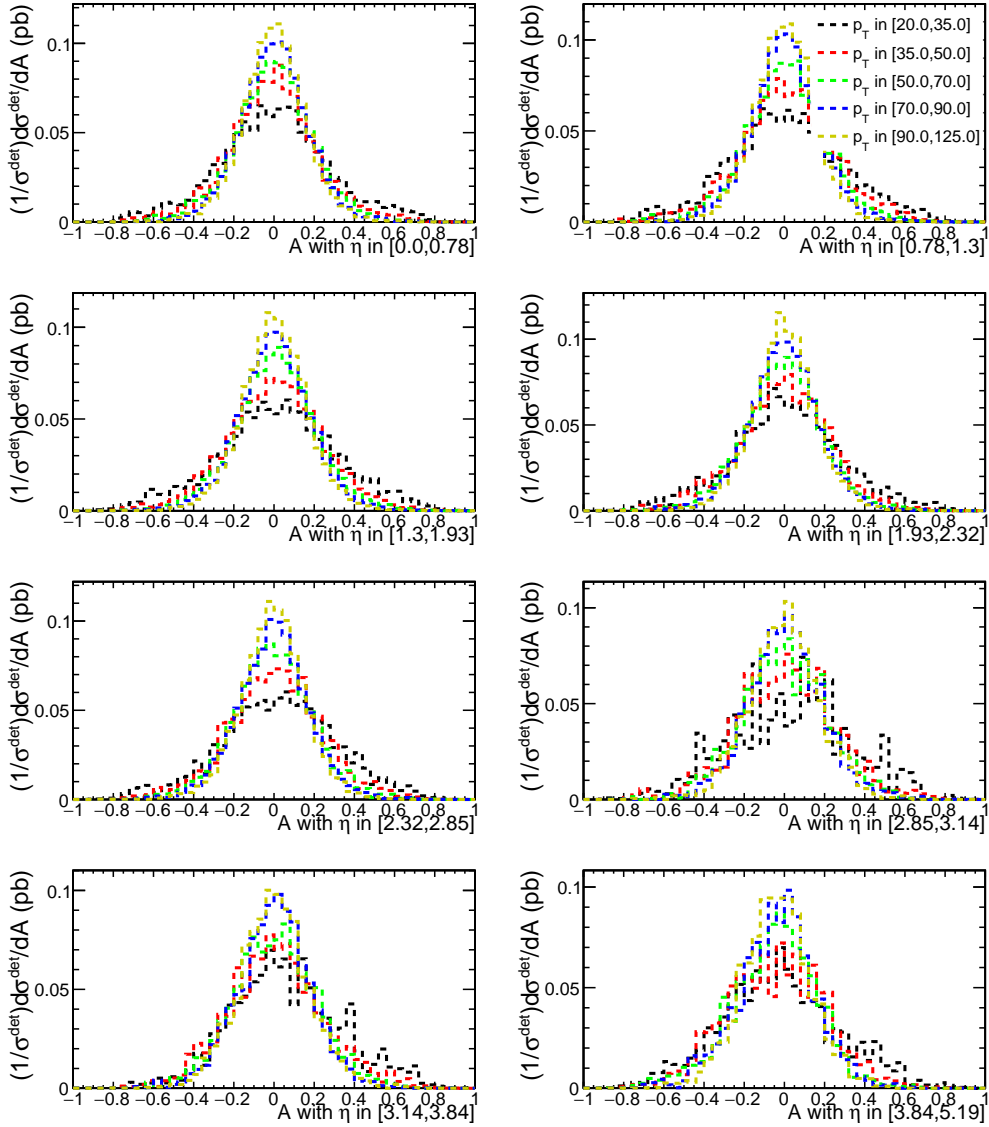 (1/σ^det)dσ^det/dA (pb)
0.1
0.05
0
−1 −0.8 −0.6 −0.4 −0.2 0 0.2 0.4 0.6 0.8 1
A with η in [0.0,0.78]
(1/σ^det)dσ^det/dA (pb)
0.1
0.05
0
p_T in [20.0,35.0]
p_T in [35.0,50.0]
p_T in [50.0,70.0]
p_T in [70.0,90.0]
p_T in [90.0,125.0]
−1 −0.8 −0.6 −0.4 −0.2 0 0.2 0.4 0.6 0.8 1
A with η in [0.78,1.3]
(1/σ^det)dσ^det/dA (pb)
0.1
0.05
0
−1 −0.8 −0.6 −0.4 −0.2 0 0.2 0.4 0.6 0.8 1
A with η in [1.3,1.93]
(1/σ^det)dσ^det/dA (pb)
0.1
0.05
0
−1 −0.8 −0.6 −0.4 −0.2 0 0.2 0.4 0.6 0.8 1
A with η in [1.93,2.32]
(1/σ^det)dσ^det/dA (pb)
0.1
0.05
0
−1 −0.8 −0.6 −0.4 −0.2 0 0.2 0.4 0.6 0.8 1
A with η in [2.32,2.85]
(1/σ^det)dσ^det/dA (pb)
0.1
0.05
0
−1 −0.8 −0.6 −0.4 −0.2 0 0.2 0.4 0.6 0.8 1
A with η in [2.85,3.14]
(1/σ^det)dσ^det/dA (pb)
0.1
0.05
0
−1 −0.8 −0.6 −0.4 −0.2 0 0.2 0.4 0.6 0.8 1
A with η in [3.14,3.84]
(1/σ^det)dσ^det/dA (pb)
0.1
0.05
0
−1 −0.8 −0.6 −0.4 −0.2 0 0.2 0.4 0.6 0.8 1
A with η in [3.84,5.19]